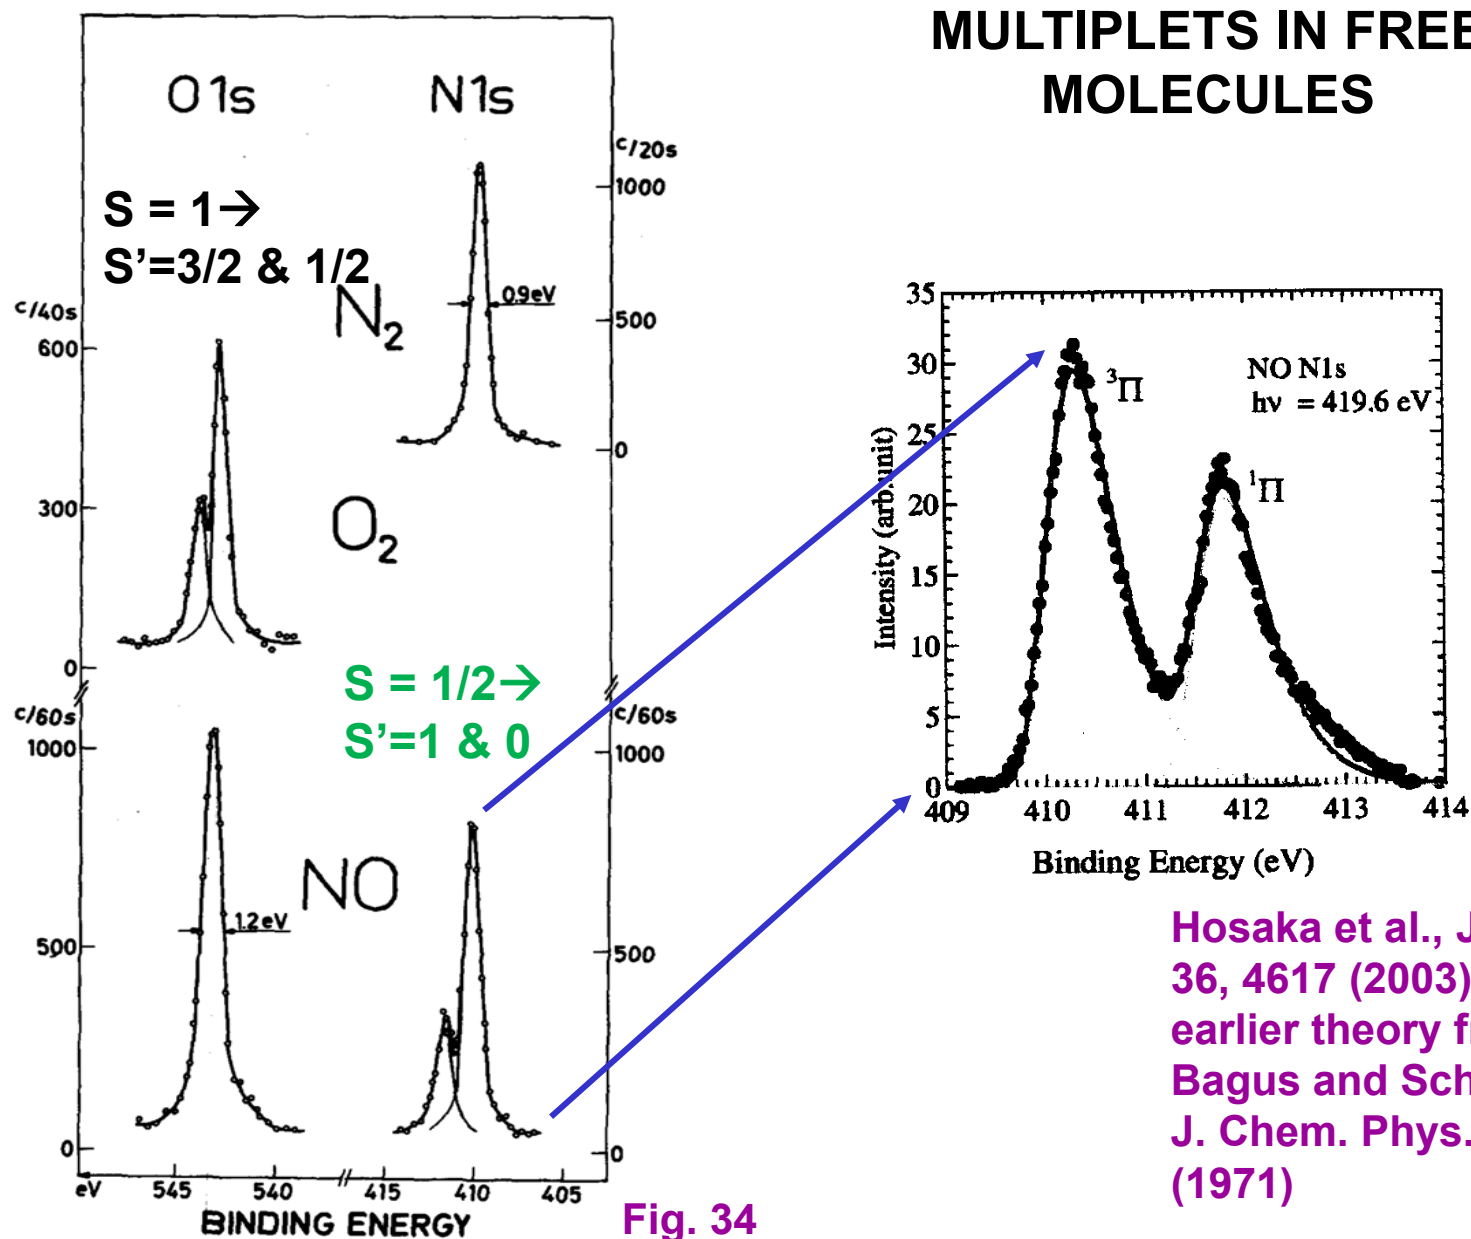 MULTIPLETS IN FREE
MOLECULES
O1s
N1s
c/20s
1000
500
0
S = 1→
S'=3/2 & 1/2
N2
0.9eV
c/40s
600
300
0
O2
S = 1/2→
S'=1 & 0
c/60s
1000
500
0
c/60s
1000
500
0
NO
1.2eV
eV
545
540
415
410
405
BINDING ENERGY
Fig. 34
35
30
25
20
15
10
5
0
Intensity (arb.unit)
3Π
1Π
NO N1s
hν = 419.6 eV
409
410
411
412
413
414
Binding Energy (eV)
Hosaka et al., J
36, 4617 (2003)
earlier theory f
Bagus and Sch
J. Chem. Phys.
(1971)